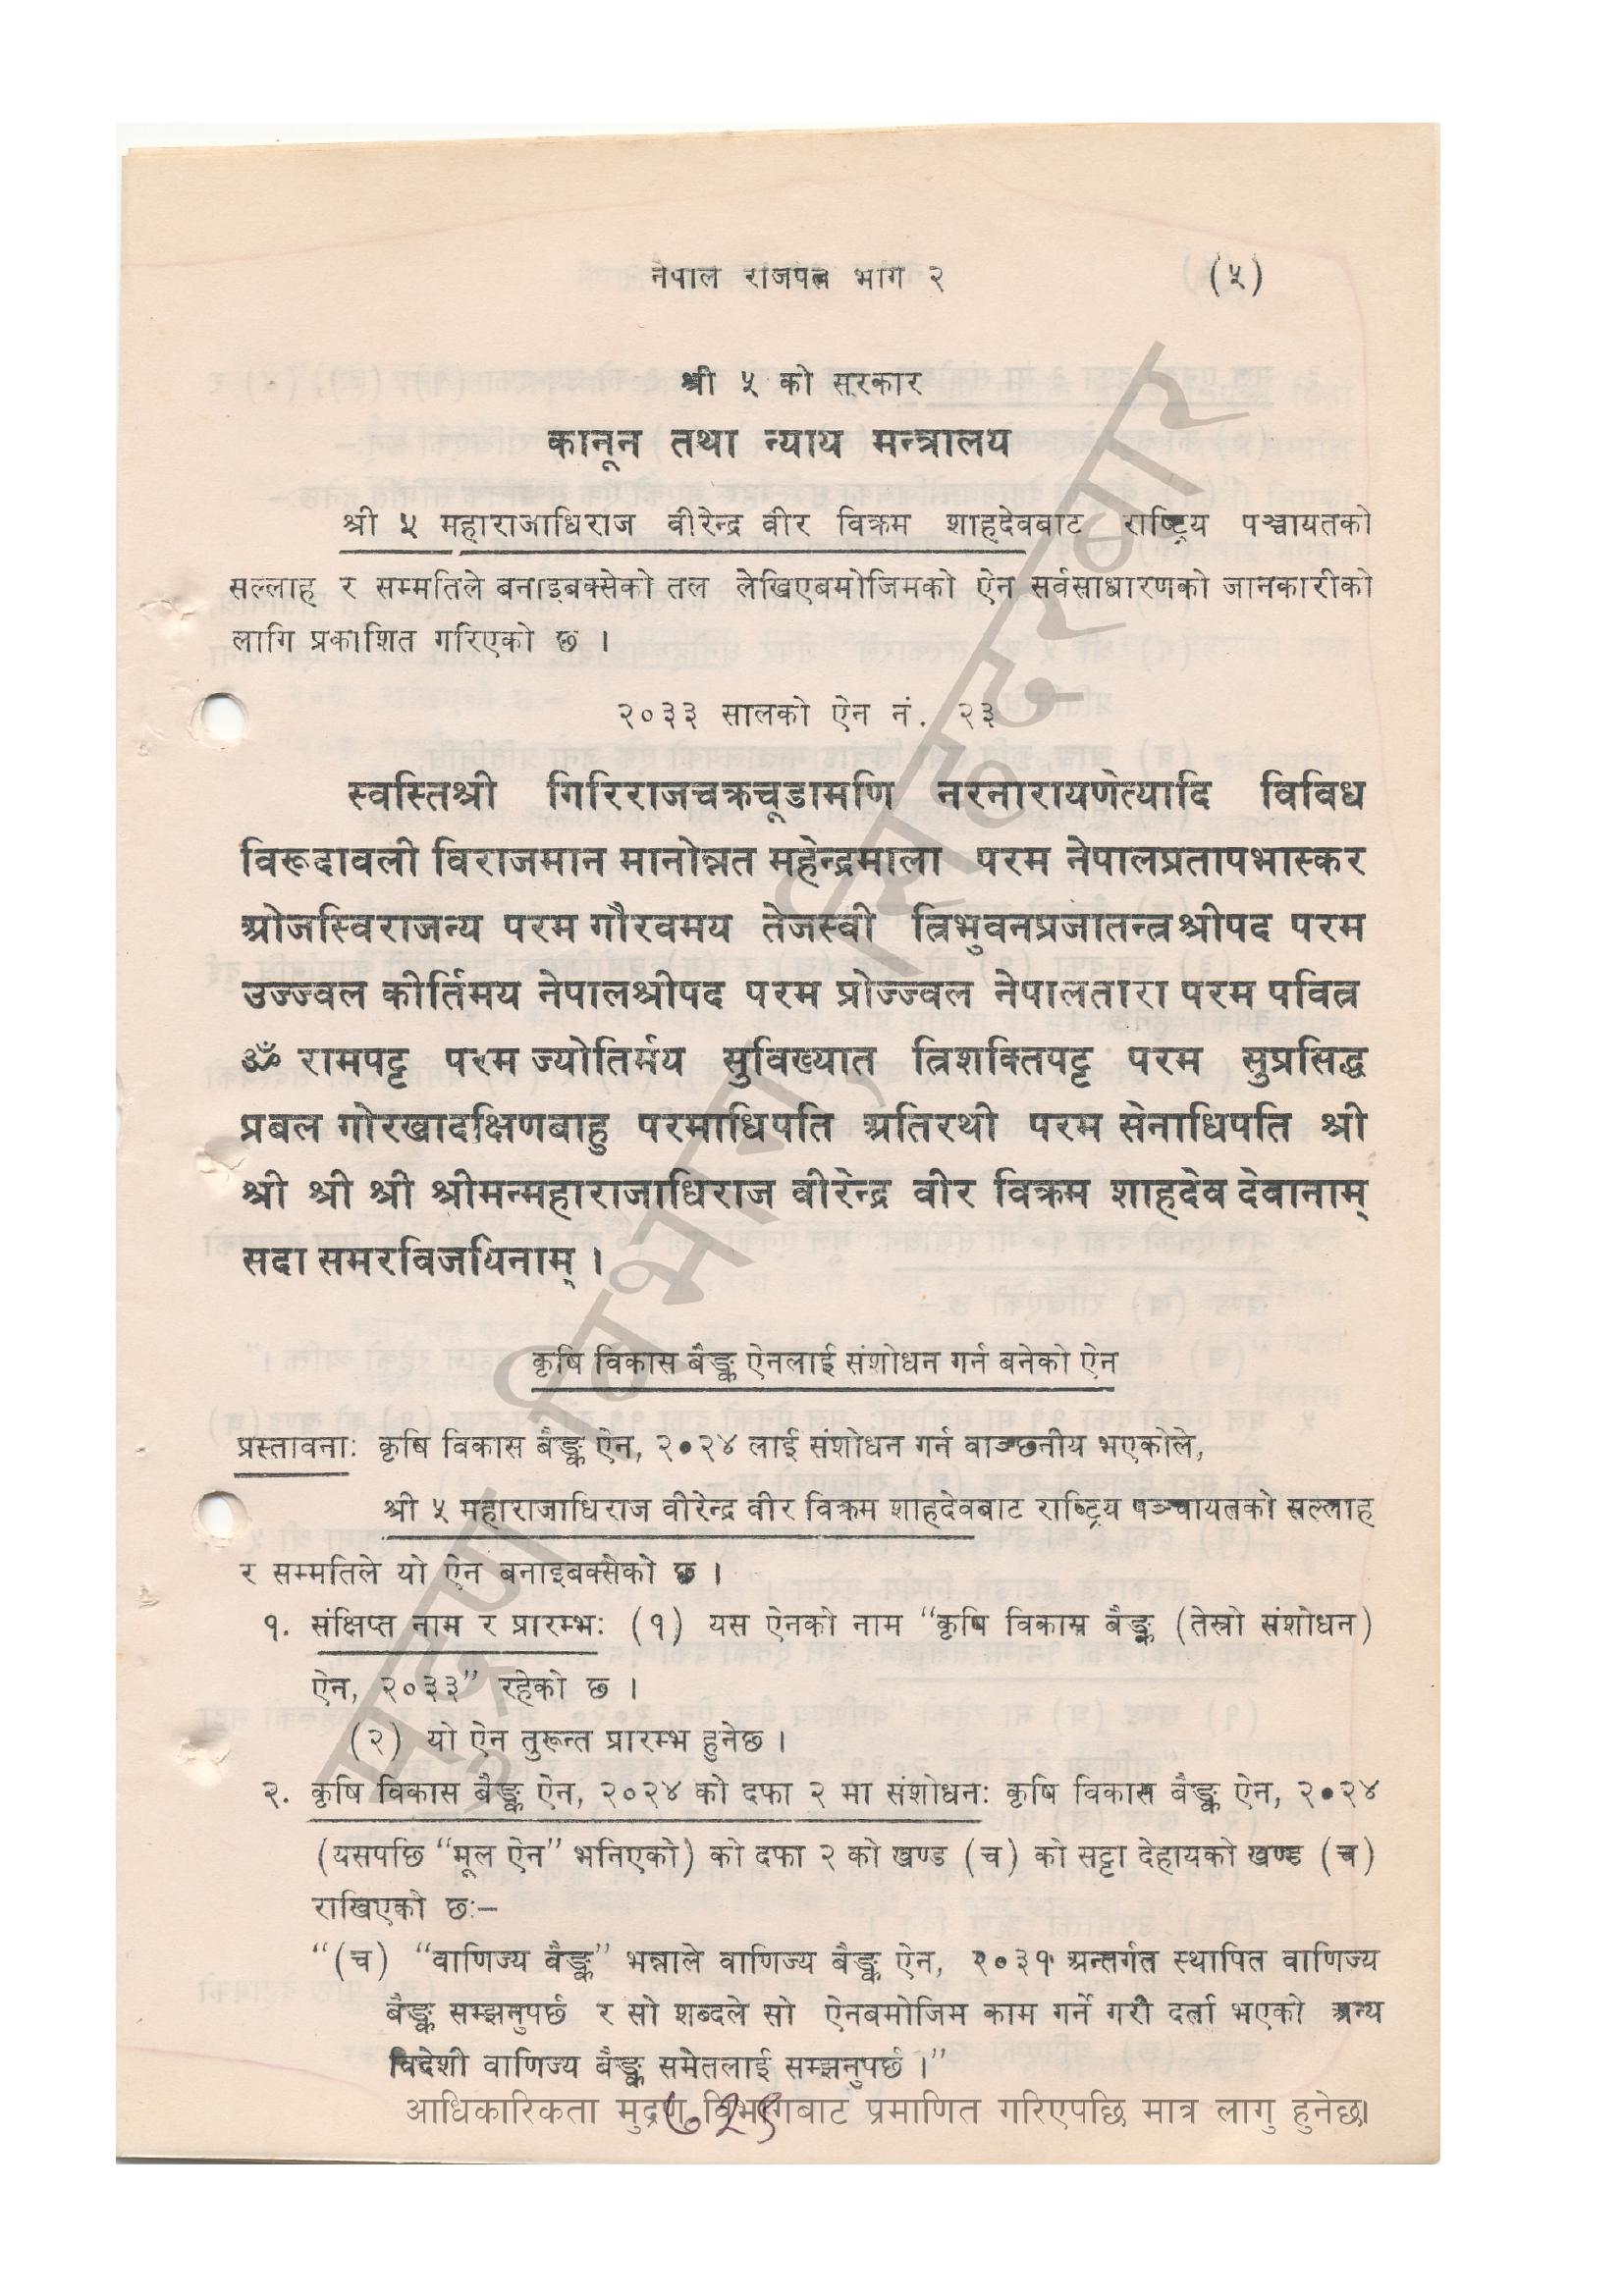 नेपाल राजपत्र भाग २ (५)
श्री ५ को सरकार
कानून तथा न्याय मन्त्रालय
श्री ५ महाराजाधिराज वीरेन्द्र वीर विक्रम शाहदेवबाट राष्ट्रिय पञ्चायतको
सल्लाह र सम्मतिले बनाइबक्सेको तल लेखिएबमोजिमको ऐन सर्वसाधारणको जानकारीको
लागि प्रकाशित गरिएको छ ।
२०३३ सालको ऐन नं. २३
स्वस्तिश्री गिरिराजचक्रचूडामणि नरनारायणेत्यादि विविध
विरूदावली विराजमान मानोन्नत महेन्द्रमाला परम नेपालप्रतापभास्कर
ओजस्विराजन्य परम गौरवमय तेजस्वी त्रिभुवनप्रजातन्त्रश्रीपद परम
उज्ज्वल कीर्तिमय नेपालश्रीपद परम प्रोज्ज्वल नेपालतारा परम पवित्र
ॐ रामपट्ट परम ज्योतिर्मय सुविख्यात त्रिशक्तिपट्ट परम सुप्रसिद्ध
प्रबल गोरखादक्षिणबाहु परमाधिपति अतिरथी परम सेनाधिपति श्री
श्री श्री श्री श्रीमन्महाराजाधिराज वीरेन्द्र वीर विक्रम शाहदेव देवानाम्
सदा समरविजयिनाम् ।
कृषि विकास बैङ्क ऐनलाई संशोधन गर्न बनेको ऐन
प्रस्तावना: कृषि विकास बैङ्क ऐन, २०२४ लाई संशोधन गर्न वाञ्छनीय भएकोले,
श्री ५ महाराजाधिराज वीरेन्द्र वीर विक्रम शाहदेवबाट राष्ट्रिय पञ्चायतको सल्लाह
र सम्मतिले यो ऐन बनाइबक्सेको छ ।
१. संक्षिप्त नाम र प्रारम्भ: (१) यस ऐनको नाम “कृषि विकास बैङ्क (तेस्रो संशोधन)
ऐन, २०३३” रहेको छ ।
(२) यो ऐन तुरून्त प्रारम्भ हुनेछ ।
२. कृषि विकास बैङ्क ऐन, २०२४ को दफा २ मा संशोधन: कृषि विकास बैङ्क ऐन, २०२४
(यसपछि “मूल ऐन” भनिएको) को दफा २ को खण्ड (च) को सट्टा देहायको खण्ड (च)
राखिएको छ:–
“(च) “वाणिज्य बैङ्क” भन्नाले वाणिज्य बैङ्क ऐन, २०३१ अन्तर्गत स्थापित वाणिज्य
बैङ्क सम्झनुपर्छ र सो शब्दले सो ऐनबमोजिम काम गर्ने गरी दर्ता भएको अन्य
विदेशी वाणिज्य बैङ्क समेतलाई सम्झनुपर्छ ।”
आधिकारिकता मुद्रण विभागबाट प्रमाणित गरिएपछि मात्र लागु हुनेछ।
मुद्रण विभाग, सिंहदरबार